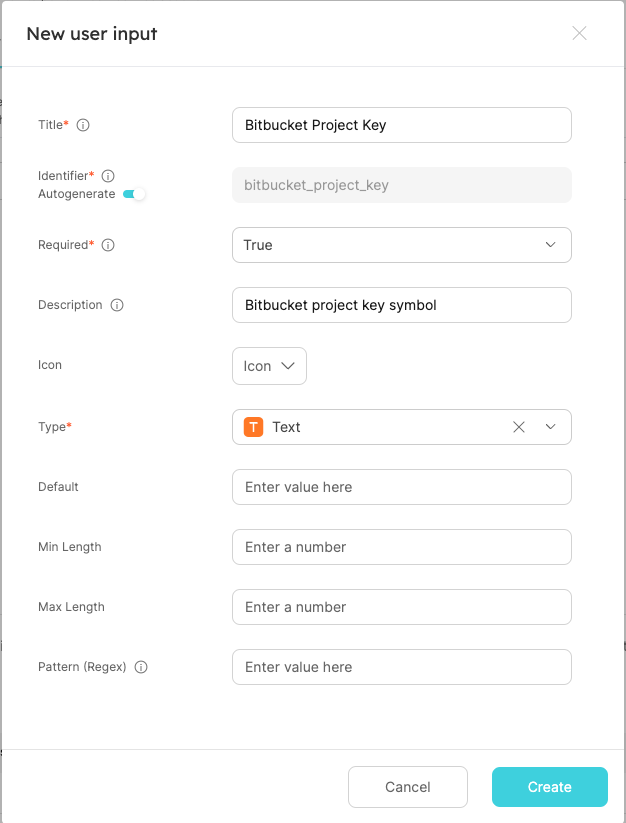 New user input
Title*
Bitbucket Project Key
Identifier*
Autogenerate
bitbucket_project_key
Required*
True
Description
Bitbucket project key symbol
Icon
Icon
Type*
T Text
Default
Enter value here
Min Length
Enter a number
Max Length
Enter a number
Pattern (Regex)
Enter value here
Cancel
Create